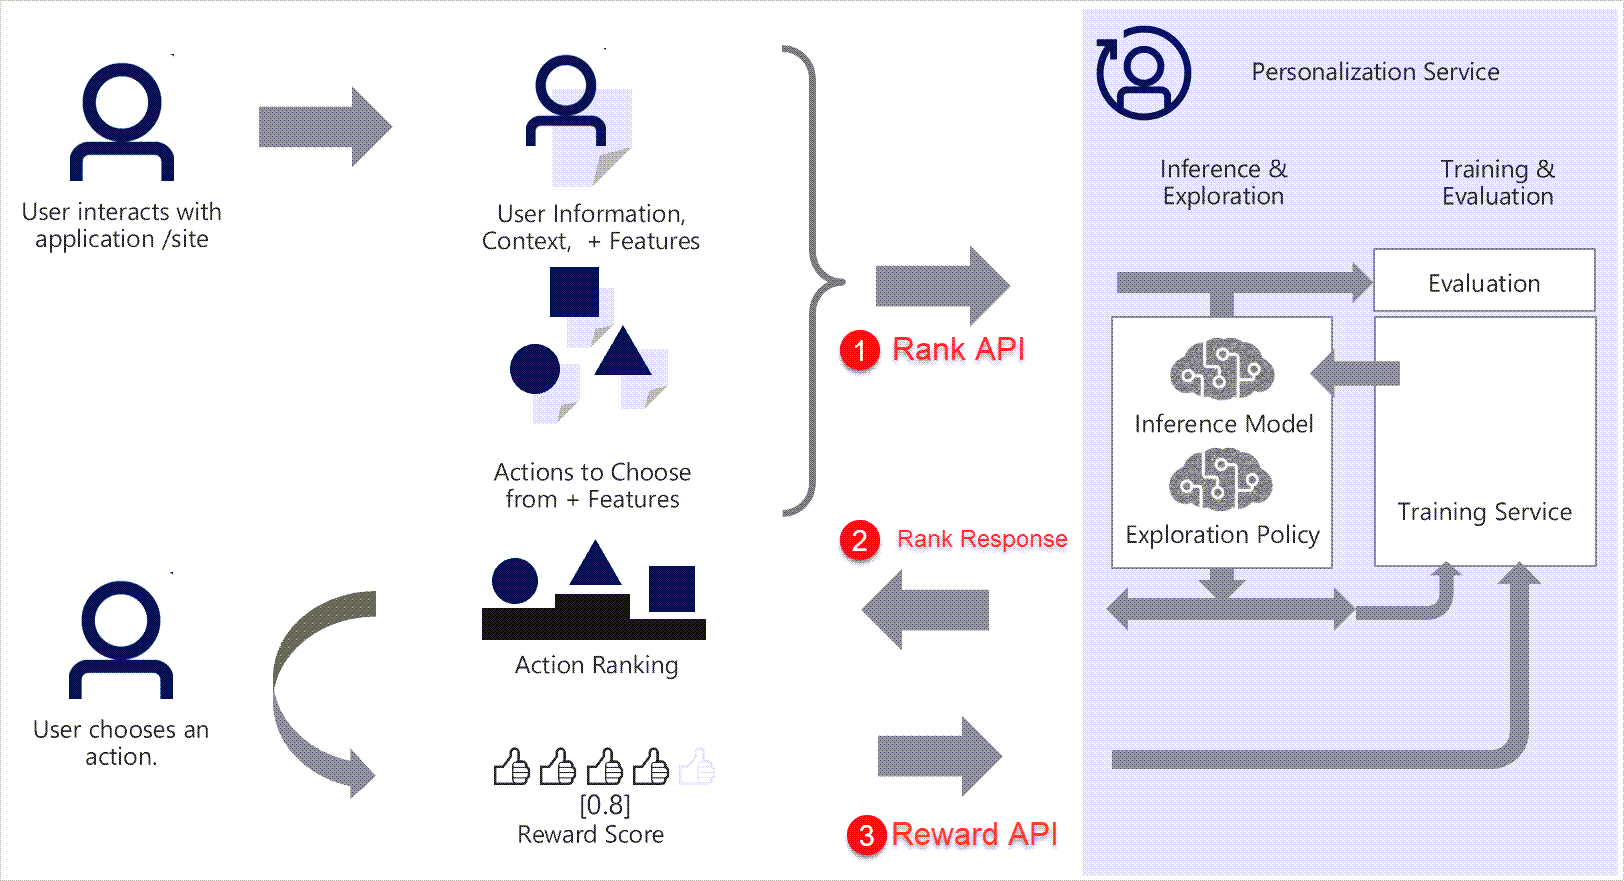 User interacts with
application /site
User Information,
Context,  + Features
Actions to Choose
from + Features
1 Rank API
2 Rank Response
Action Ranking
User chooses an
action.
[0.8]
Reward Score
3 Reward API
Personalization Service
Inference &
Exploration
Training &
Evaluation
Evaluation
Inference Model
Exploration Policy
Training Service